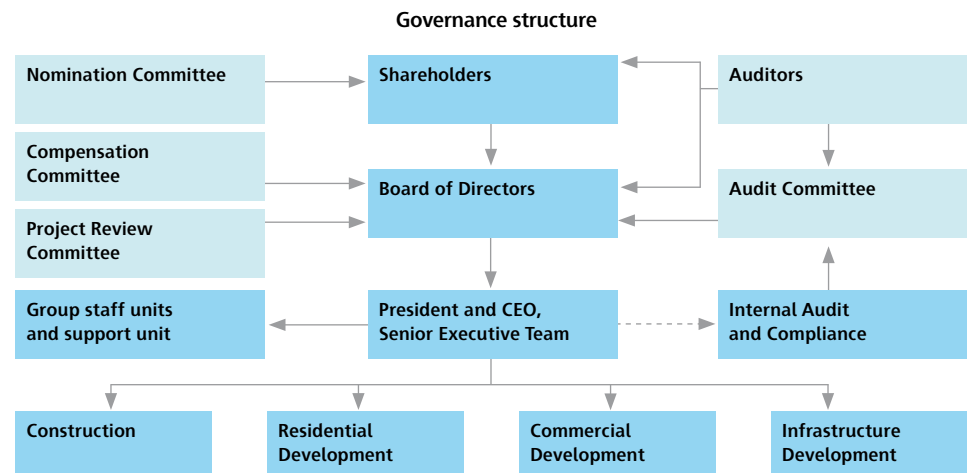 Governance structure
Nomination Committee
Shareholders
Auditors
Compensation
Committee
Board of Directors
Audit Committee
Project Review
Committee
Group staff units
and support unit
President and CEO,
Senior Executive Team
Internal Audit
and Compliance
Construction
Residential
Development
Commercial
Development
Infrastructure
Development